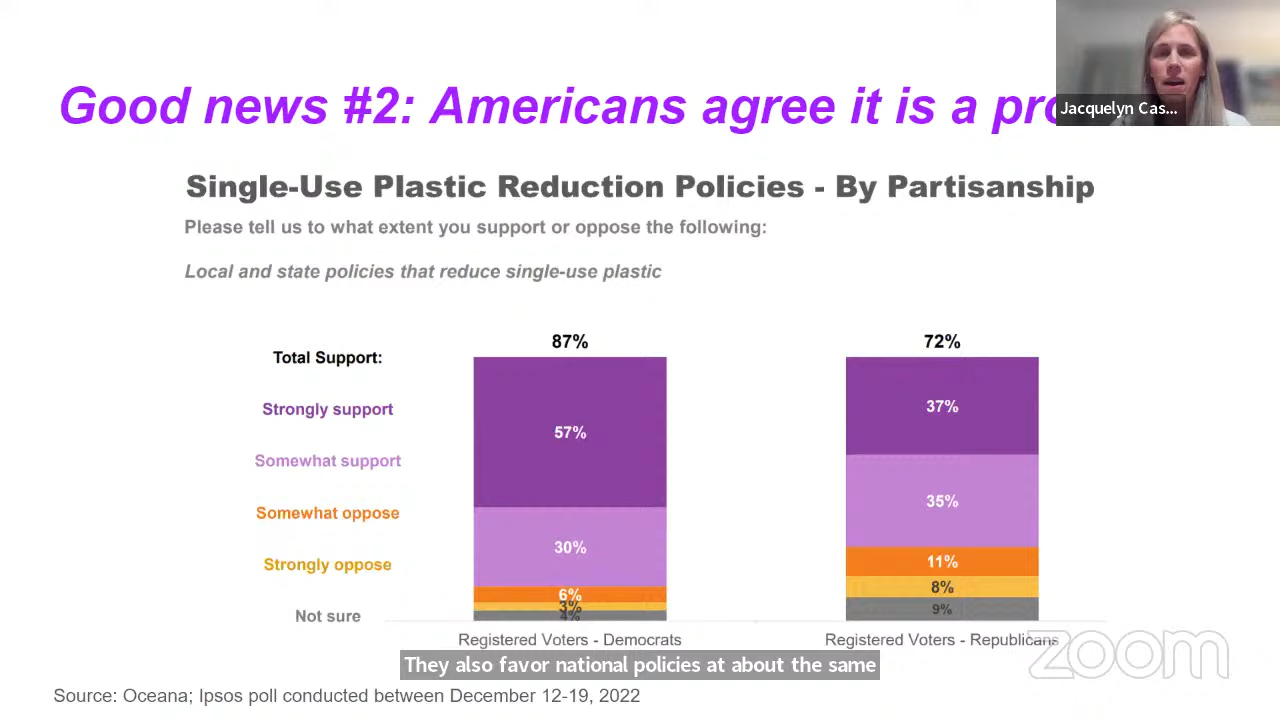 Good news #2: Americans agree it is a
Jacquelyn Cas...
Single-Use Plastic Reduction Policies - By Partisanship
Please tell us to what extent you support or oppose the following:
Local and state policies that reduce single-use plastic
87% 72%
Total Support:
Strongly support 57% 37%
Somewhat support 30% 35%
Somewhat oppose 6% 11%
Strongly oppose 3% 8%
Not sure 4% 9%
Registered Voters - Democrats Registered Voters - Republicans
zoom
They also favor national policies at about the same
Source: Oceana; Ipsos poll conducted between December 12-19, 2022